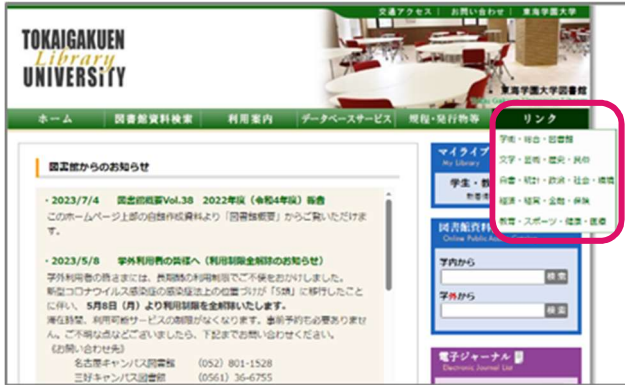 交通アクセス｜ お問い合わせ｜ 東海学園大学
TOKAIGAKUEN
Library
UNIVERSITY
東海学園大学図書館
ホーム 図書館資料検索 利用案内 データベースサービス 規程・発行物等 リンク
学術・総合・図書館
文学・芸術・歴史・民俗
白書・統計・政治・社会・環境
経済・経営・金融・保険
教育・スポーツ・健康・医療
マイライブ
My Library
学生・教
図書館からのお知らせ
・2023/7/4 図書館概要Vol.38 2022年度（令和4年度）報告
このホームページ上部の自館作成資料より「図書館概要」からご覧いただけま
す。
・2023/5/8 学外利用者の皆様へ（利用制限全解除のお知らせ）
学外利用者の皆さまには、長期間の利用制限でご不便をおかけしました。
新型コロナウイルス感染症の感染症法上の位置づけが「5類」に移行したこと
に伴い、5月8日（月）より利用制限を全解除いたします。
滞在時間、利用可能サービスの制限がなくなります。事前予約も必要ありませ
ん。ご不明な点などございましたら、下記までお問い合わせください。
《お問い合わせ先》
名古屋キャンパス図書館 （052）801-1528
三好キャンパス図書館 （0561）36-6755
図書館資料
Online Public Access
学内から
検索
学外から
検索
電子ジャーナル
Electronic Journal List